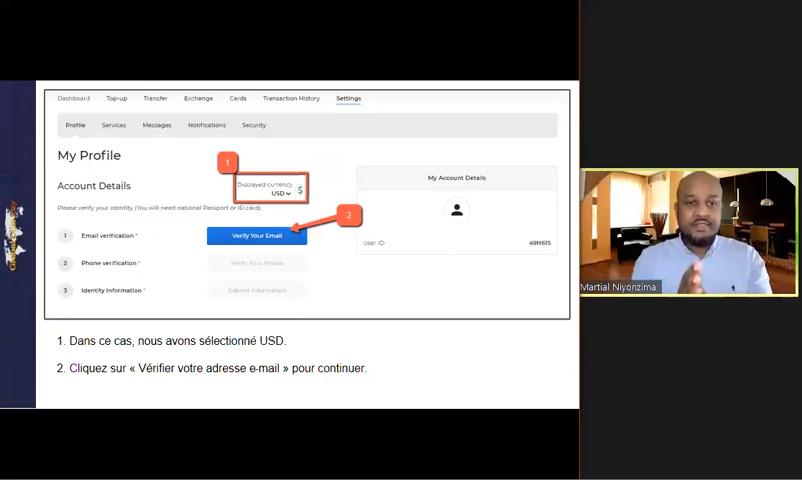 Dashboard Top-up Transfer Exchange Cards Transaction History Settings
Profile Services Messages Notifications Security
My Profile
1
Displayed currency
USD
$
Account Details
Please verify your identity (You will need national Passport or ID card)
2
1 Email verification * Verify Your Email
2 Phone verification * Verify Your Phone
3 Identity Information * Submit Information
My Account Details
User ID: 49H615
1. Dans ce cas, nous avons sélectionné USD.
2. Cliquez sur « Vérifier votre adresse e-mail » pour continuer.
Martial Niyonzima